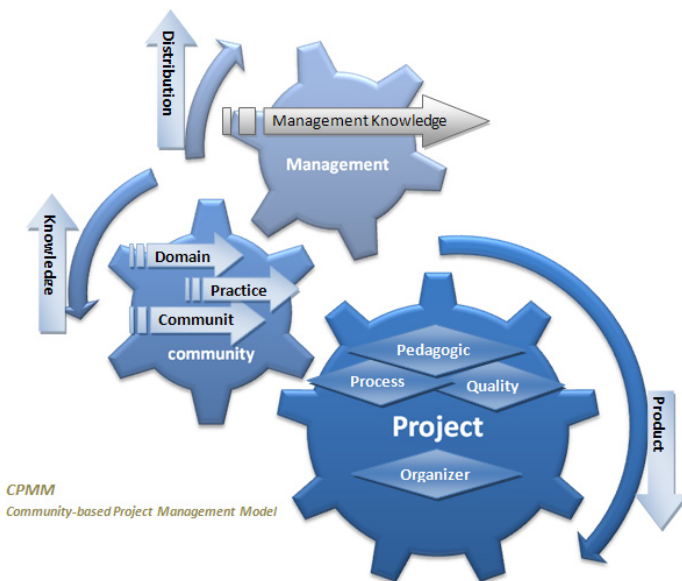 Distribution
Management Knowledge
Management
Knowledge
Domain
Practice
Communit
community
Pedagogic
Process
Quality
Project
Organizer
Product
CPMM
Community-based Project Management Model